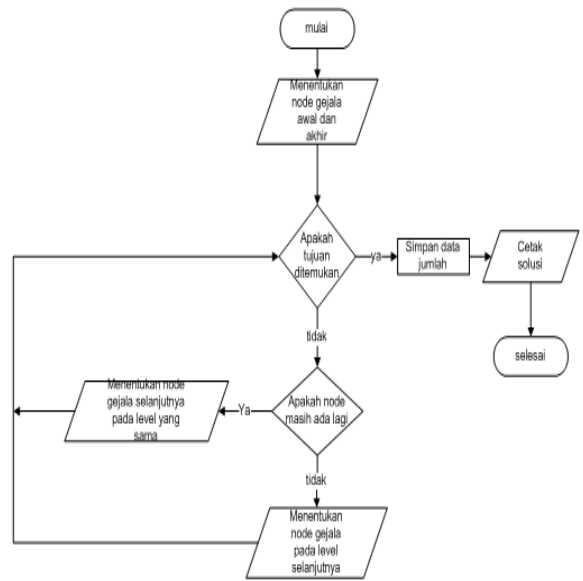 mulai
Menentukan
node gejala
awal dan
akhir
Apakah
tujuan
ditemukan
ya
Simpan data
jumlah
Cetak
solusi
selesai
tidak
Apakah node
masih ada lagi
Ya
Menentukan node
gejala selanjutnya
pada level yang
sama
tidak
Menentukan
node gejala
pada level
selanjutnya